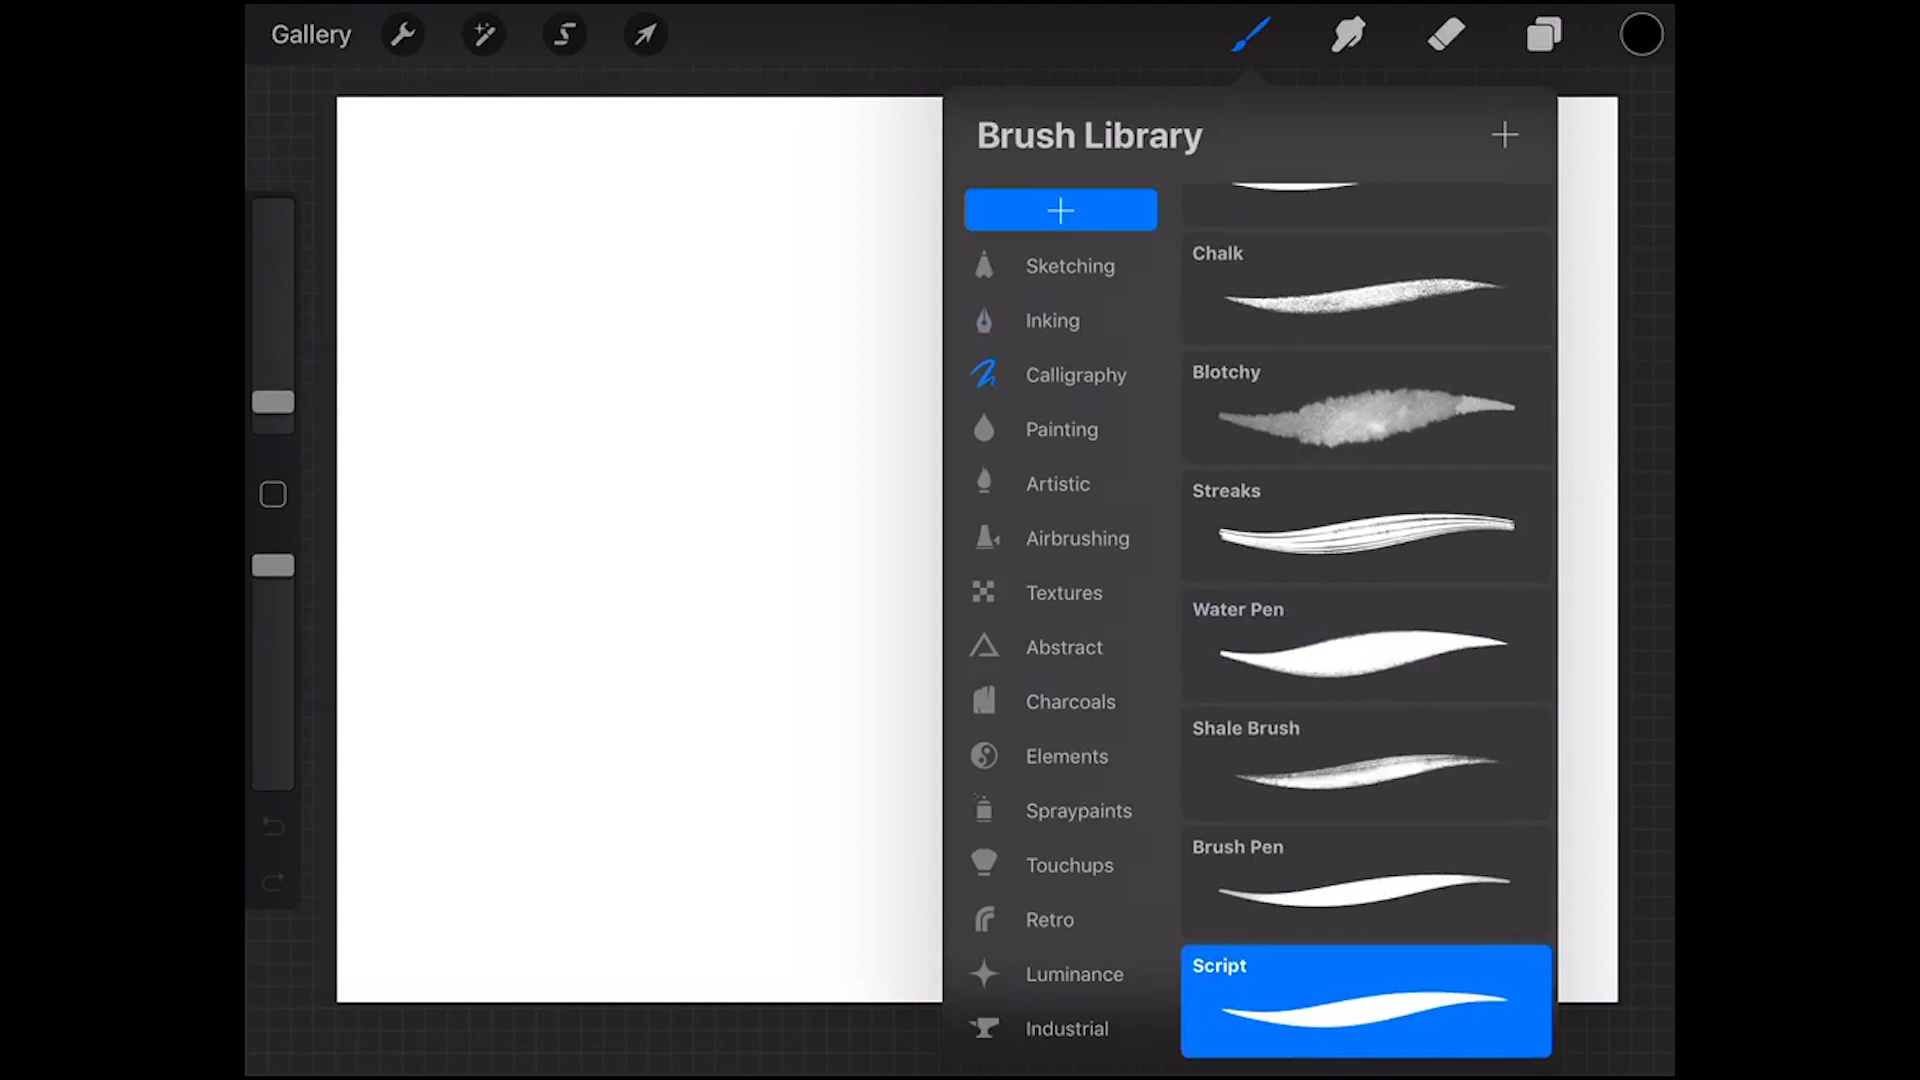 Gallery
Brush Library
Sketching
Inking
Calligraphy
Painting
Artistic
Airbrushing
Textures
Abstract
Charcoals
Elements
Spraypaints
Touchups
Retro
Luminance
Industrial
Chalk
Blotchy
Streaks
Water Pen
Shale Brush
Brush Pen
Script